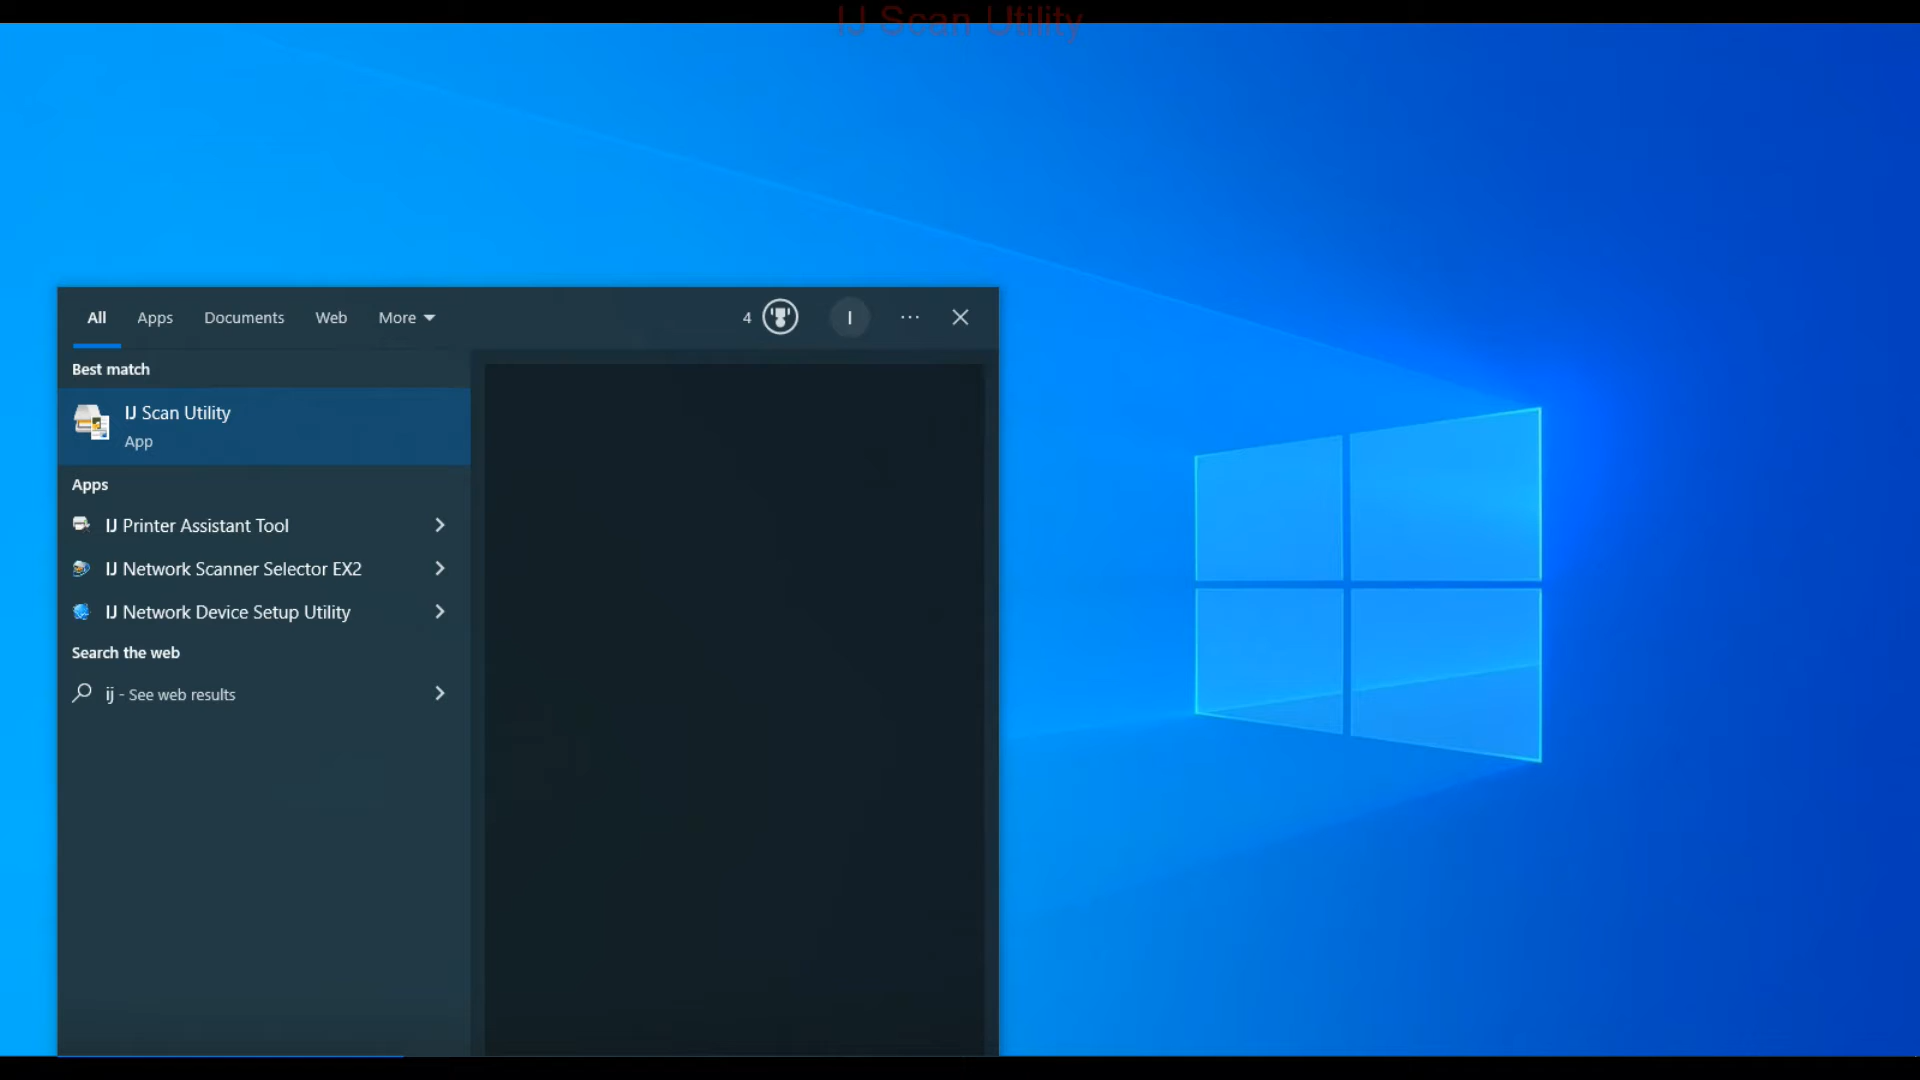 IJ Scan Utility
All Apps Documents Web More 4 I ...
Best match
IJ Scan Utility
App
Apps
IJ Printer Assistant Tool
IJ Network Scanner Selector EX2
IJ Network Device Setup Utility
Search the web
ij - See web results